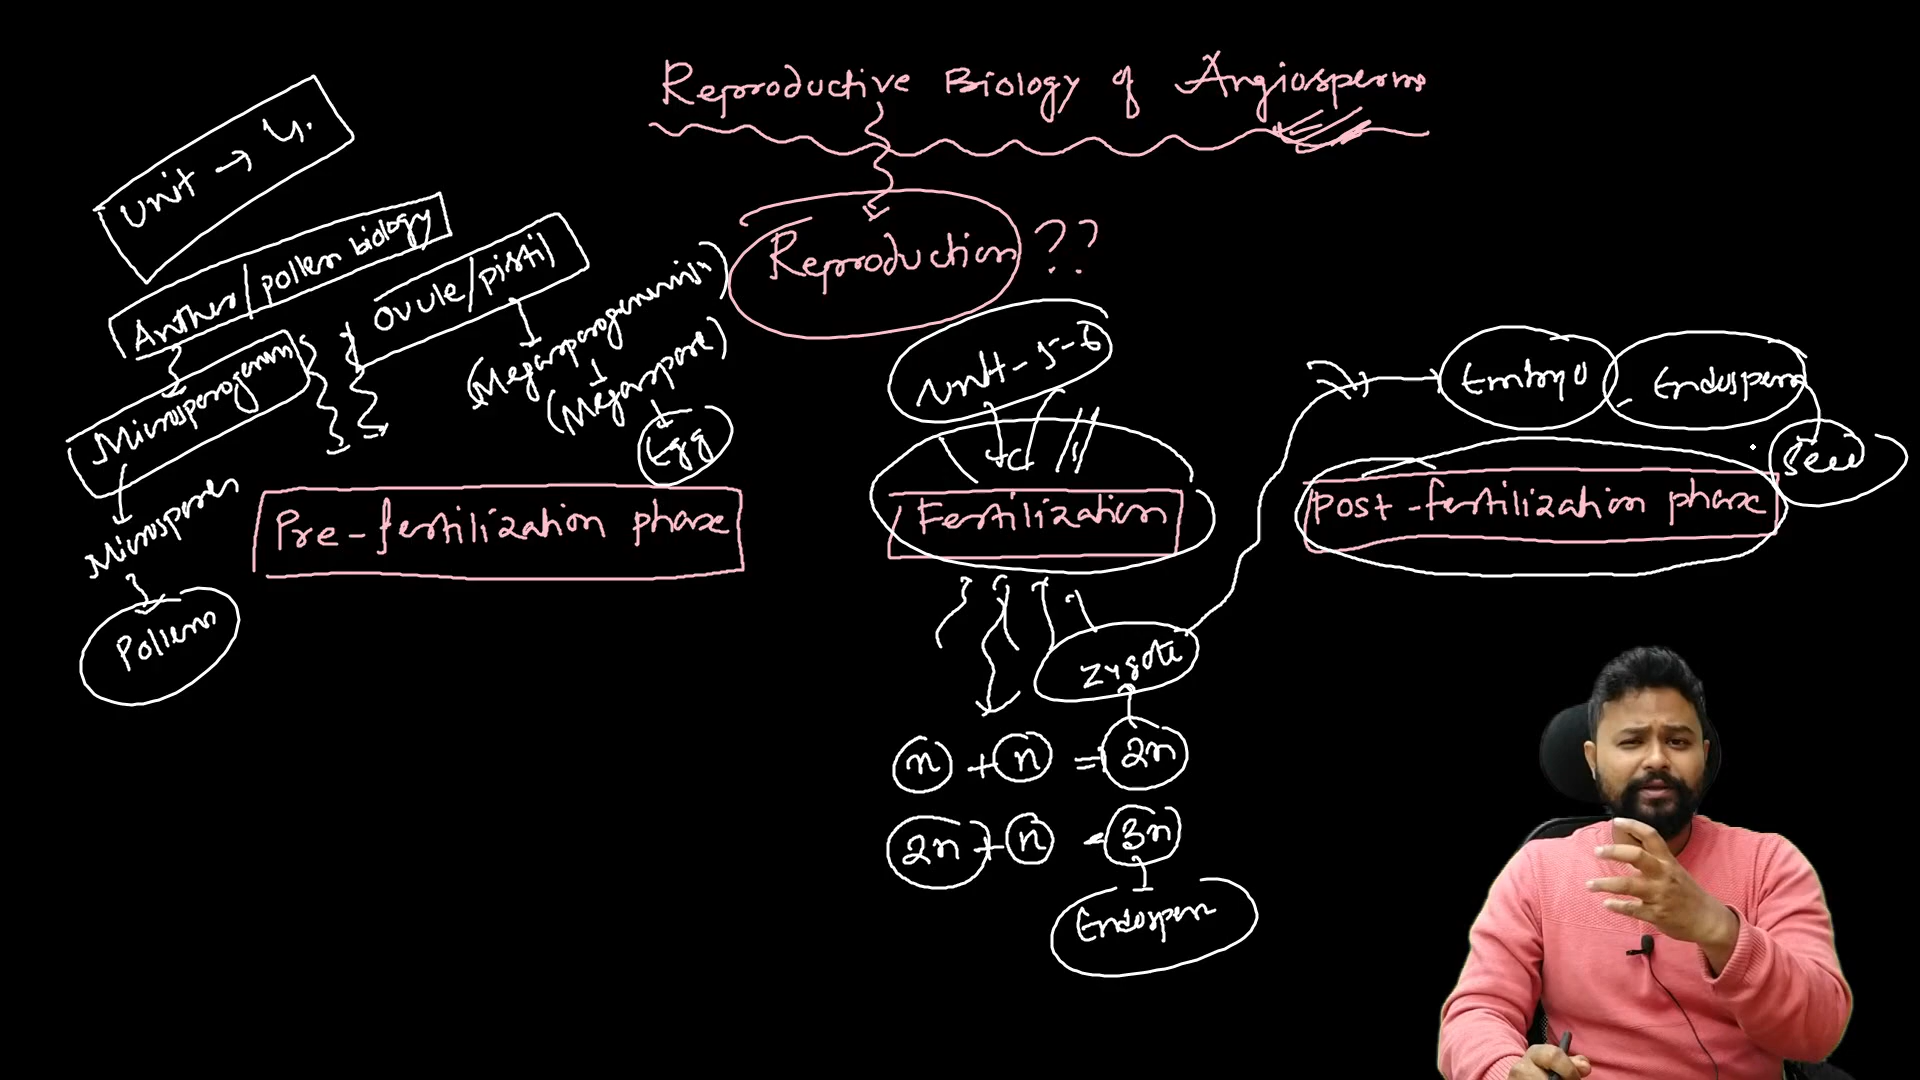 Reproductive Biology of Angiosperms
Unit → 4.
Anther/pollen biology
Ovule/pistil
Reproduction ??
Microsporogenesis
(Megasporogenesis)
(Megaspore)
Egg
Microspores
Pollen
Pre-fertilization phase
Unit-5-6
Fertilization
Zygote
n + n = 2n
2n + n = 3n
Endosperm
Embryo
Endosperm
Seed
Post-fertilization phase